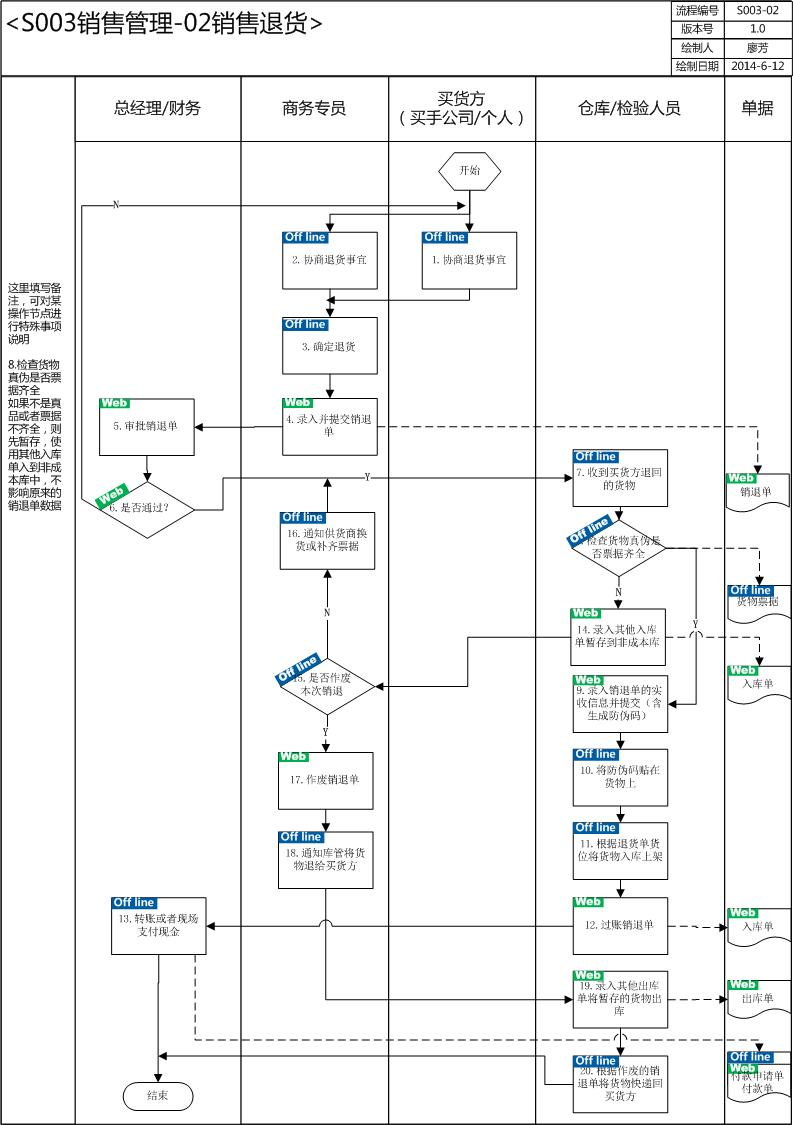 <S003销售管理-02销售退货>
流程编号 S003-02
版本号 1.0
绘制人 廖芳
绘制日期 2014-6-12
总经理/财务
商务专员
买货方
（买手公司/个人）
仓库/检验人员
单据
开始
N
Off line
2.协商退货事宜
Off line
1.协商退货事宜
这里填写备
注，可对某
操作节点进
行特殊事项
说明
8.检查货物
真伪是否票
据齐全
如果不是真
品或者票据
不齐全，则
先暂存，使
用其他入库
单入到非成
本库中，不
影响原来的
销退单数据
Off line
3.确定退货
Web
5.审批销退单
Web
4.录入并提交销退
单
Web
6.是否通过？
Y
Off line
7.收到买货方退回
的货物
Web
销退单
Off line
16.通知供货商换
货或补齐票据
Off line
检查货物真伪是
否票据齐全
Off line
货物票据
N
N
Y
Web
14.录入其他入库
单暂存到非成本库
Off line
15.是否作废
本次销退
Web
入库单
Web
9.录入销退单的实
收信息并提交（含
生成防伪码）
Y
Web
17.作废销退单
Off line
10.将防伪码贴在
货物上
Off line
18.通知库管将货
物退给买货方
Off line
11.根据退货单货
位将货物入库上架
Off line
13.转账或者现场
支付现金
Web
12.过账销退单
Web
入库单
Web
19.录入其他出库
单将暂存的货物出
库
Web
出库单
Off line
20.根据作废的销
退单将货物快递回
买货方
Off line
Web
付款申请单
付款单
结束